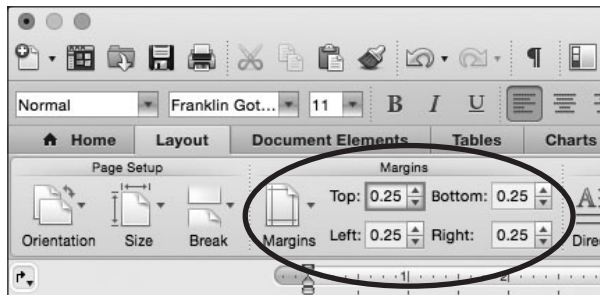 Normal Franklin Got... 11 B I U
Home Layout Document Elements Tables Charts
Page Setup Margins
Top: 0.25 Bottom: 0.25
Orientation Size Break Margins Left: 0.25 Right: 0.25
1 2